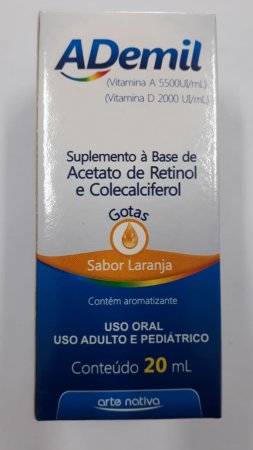 ADemil
(Vitamina A 5500UI/mL)
(Vitamina D 2000 UI/mL)
Suplemento à Base de
Acetato de Retinol
e Colecalciferol
Gotas
Sabor Laranja
Contém aromatizante
USO ORAL
USO ADULTO E PEDIÁTRICO
Conteúdo 20 mL
arte nativa